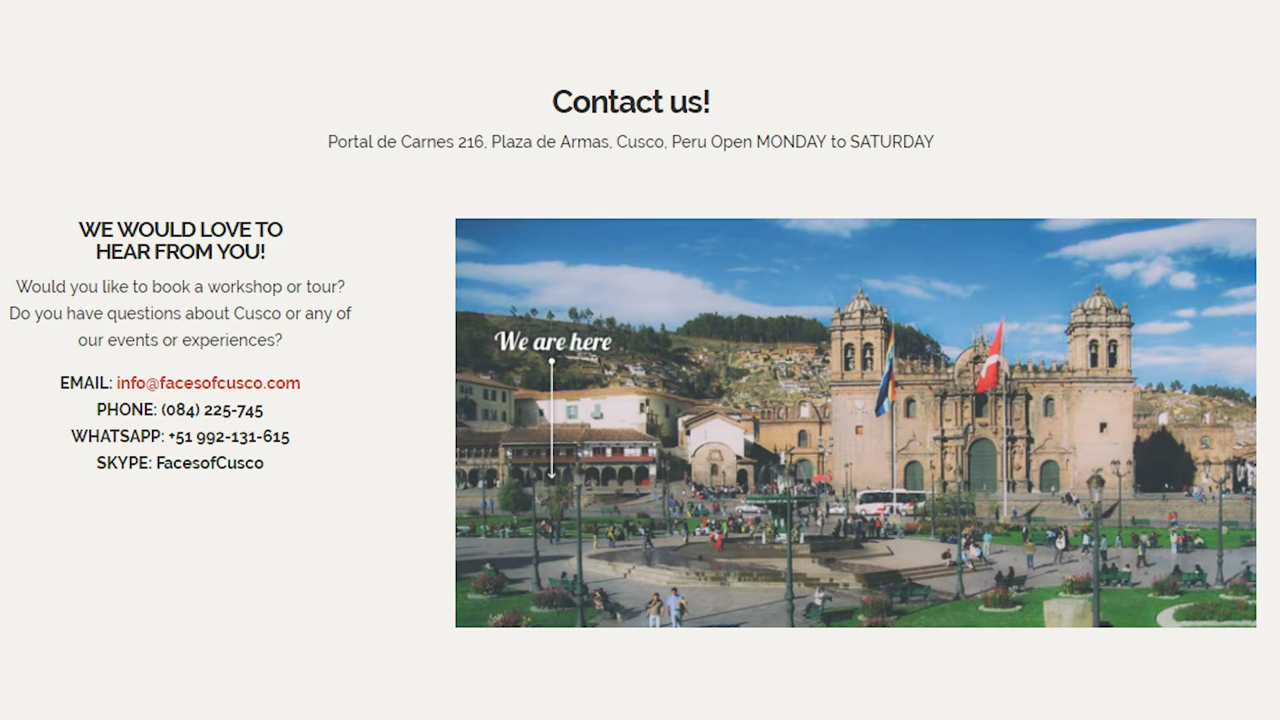 Contact us!
Portal de Carnes 216, Plaza de Armas, Cusco, Peru Open MONDAY to SATURDAY
WE WOULD LOVE TO
HEAR FROM YOU!
Would you like to book a workshop or tour?
Do you have questions about Cusco or any of
our events or experiences?
EMAIL: info@facesofcusco.com
PHONE: (084) 225-745
WHATSAPP: +51 992-131-615
SKYPE: FacesofCusco
We are here